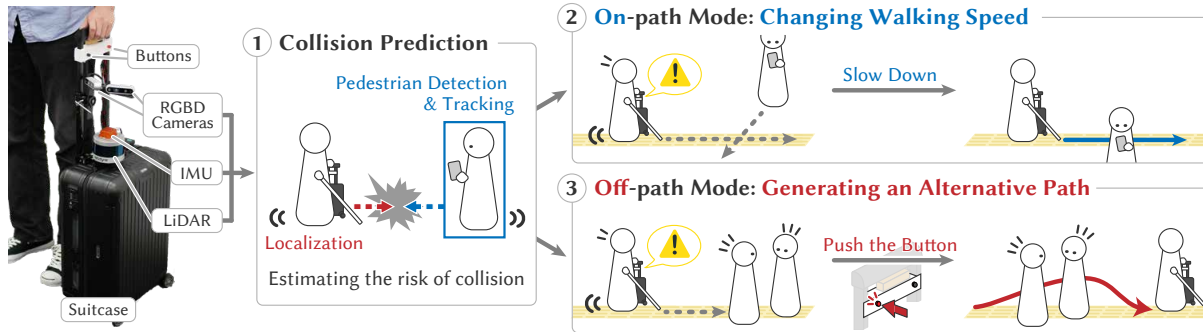 Buttons
RGBD
Cameras
IMU
LiDAR
Suitcase
1 Collision Prediction
Pedestrian Detection
& Tracking
Localization
Estimating the risk of collision
2 On-path Mode: Changing Walking Speed
!
Slow Down
3 Off-path Mode: Generating an Alternative Path
!
Push the Button